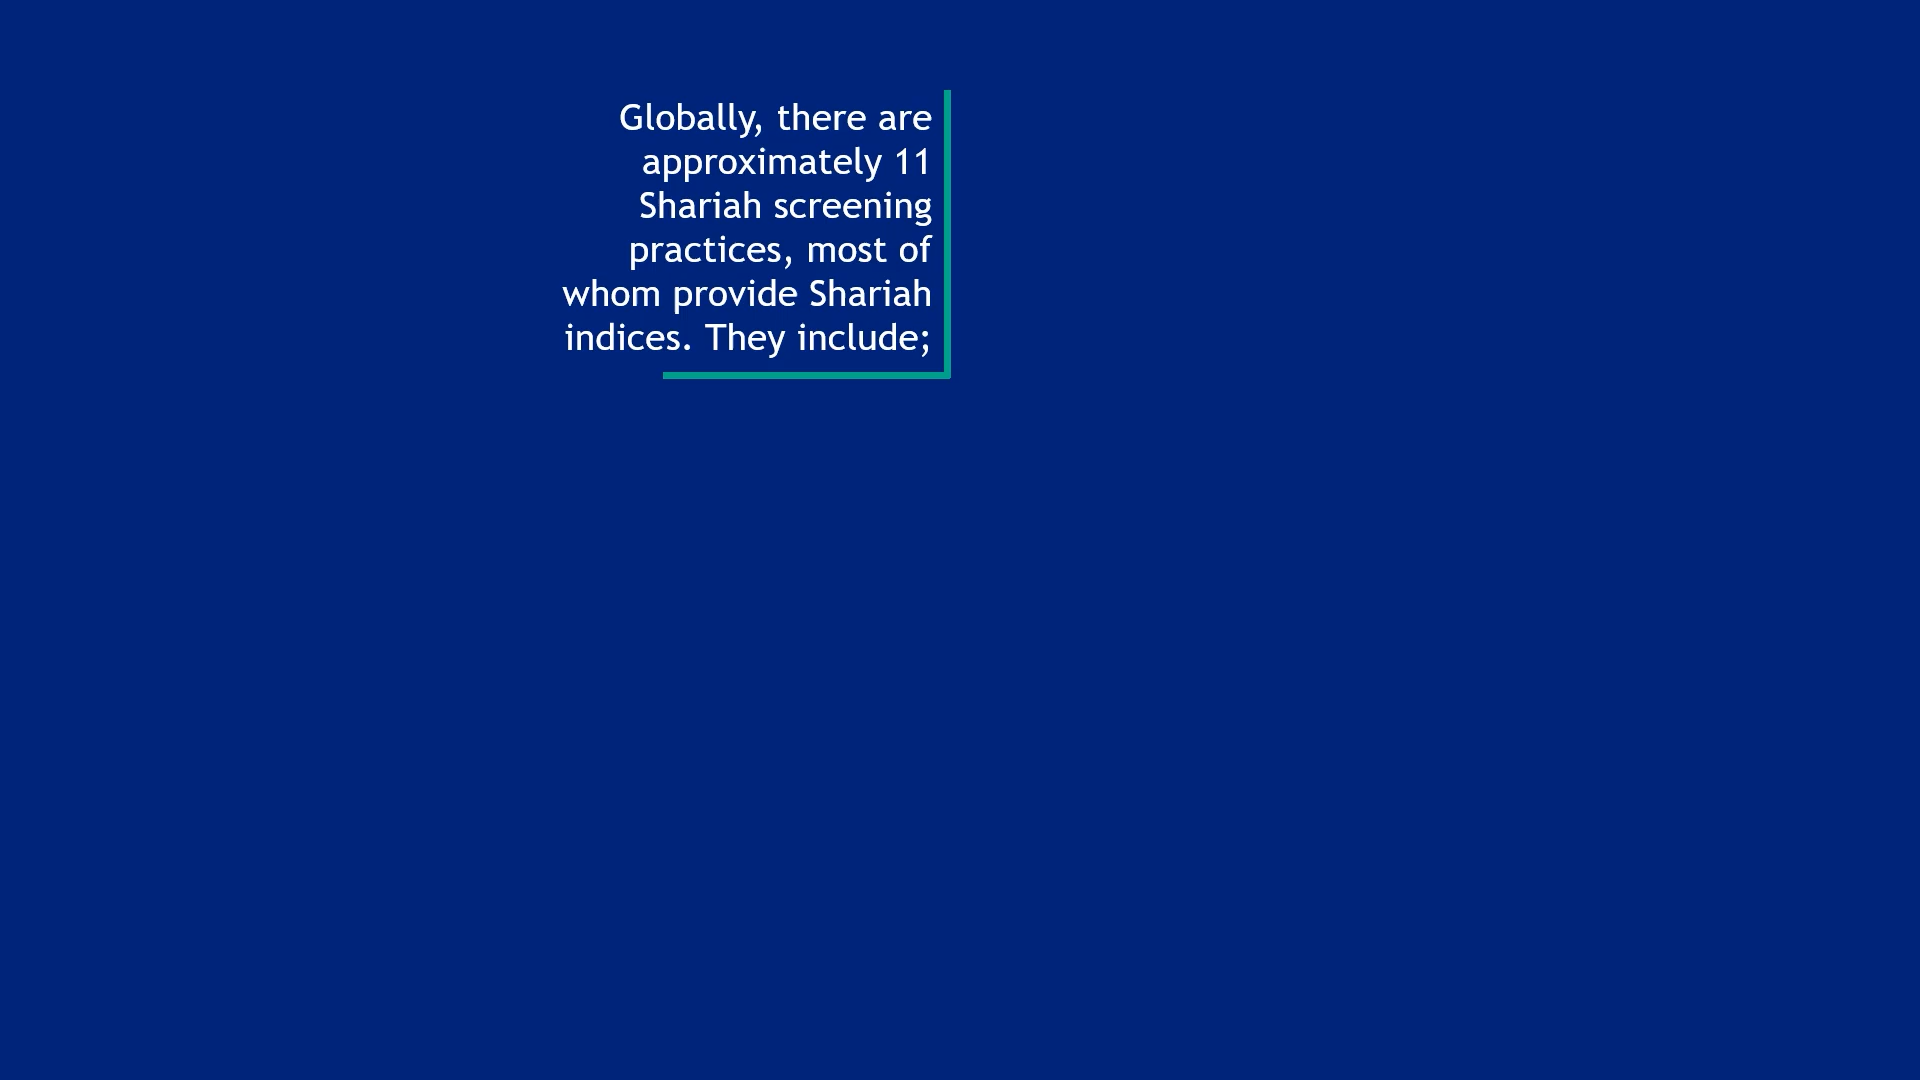 Globally, there are
approximately 11
Shariah screening
practices, most of
whom provide Shariah
indices. They include;